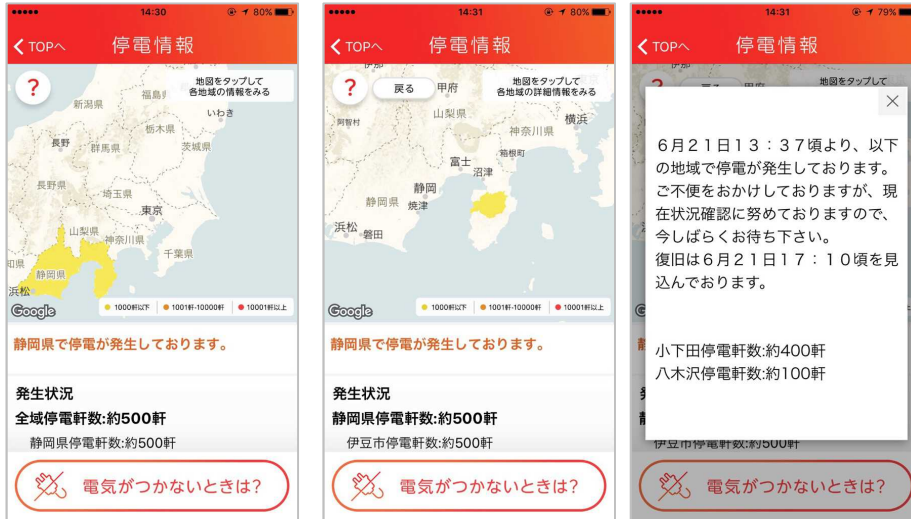 14:30
80%
TOPへ
停電情報
?
地図をタップして
各地域の情報をみる
福島
新潟県
いわき
栃木県
長野
群馬県
茨城県
長野県
埼玉県
東京
山梨県
神奈川県
千葉県
知県
静岡県
浜松
Google
1000軒以下
1001軒-10000軒
10001軒以上
静岡県で停電が発生しております。
発生状況
全域停電軒数:約500軒
静岡県停電軒数:約500軒
電気がつかないときは?
14:31
80%
TOPへ
停電情報
伊那
?
戻る
甲府
地図をタップして
各地域の詳細情報をみる
阿智村
山梨県
横浜
神奈川県
箱根町
富士
沼津
静岡
静岡県
焼津
浜松
磐田
Google
1000軒以下
1001軒-10000軒
10001軒以上
静岡県で停電が発生しております。
発生状況
静岡県停電軒数:約500軒
伊豆市停電軒数:約500軒
電気がつかないときは?
14:31
79%
TOPへ
停電情報
地図をタップして
6月21日13:37頃より、以下
の地域で停電が発生しております。
ご不便をおかけしておりますが、現
在状況確認に努めておりますので、
今しばらくお待ち下さい。
復旧は6月21日17:10頃を見
込んでおります。
小下田停電軒数:約400軒
八木沢停電軒数:約100軒
伊豆市停電軒数:約500軒
電気がつかないときは?